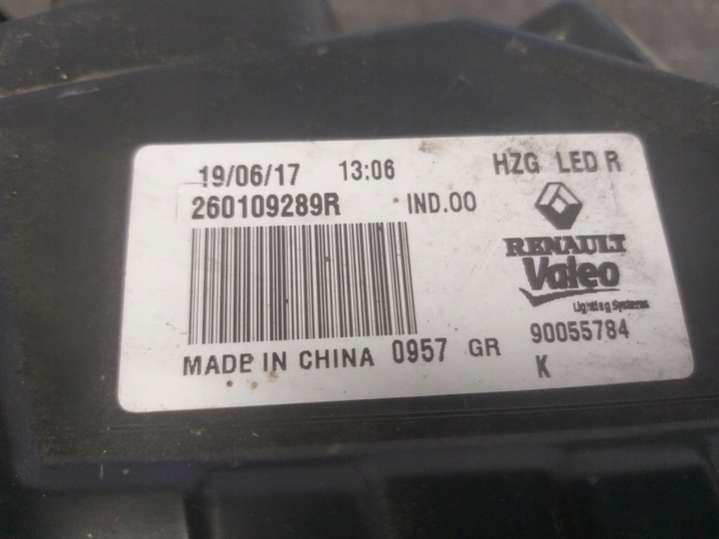 19/06/17 13:06 HZG LED R
260109289R IND.00
RENAULT
Valeo
Lighting Systems
90055784
MADE IN CHINA 0957 GR
K